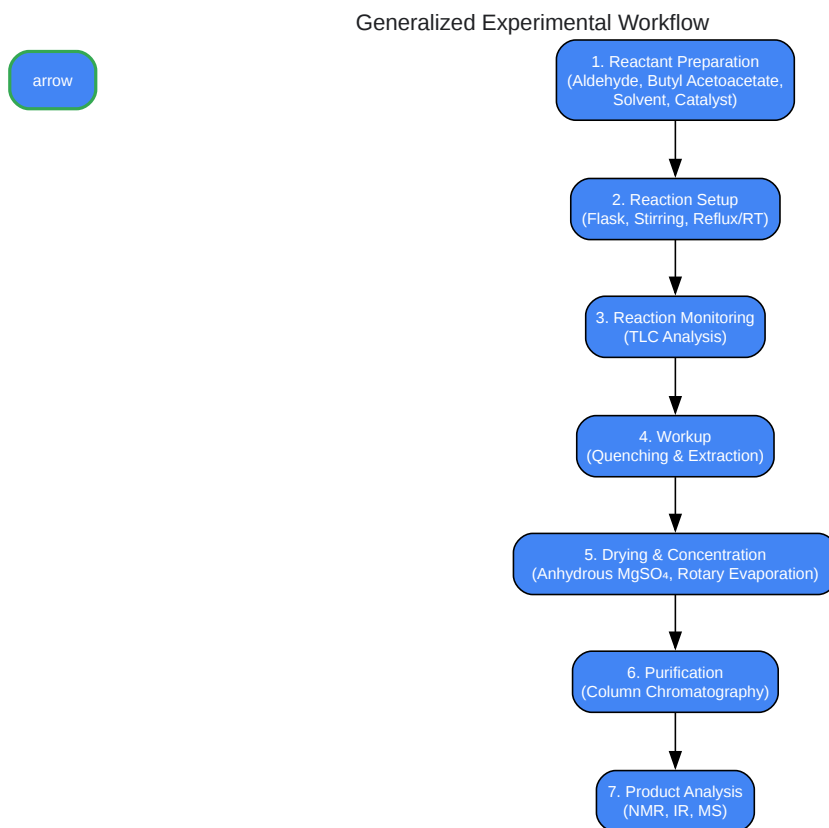 Generalized Experimental Workflow
arrow
1. Reactant Preparation
(Aldehyde, Butyl Acetoacetate,
Solvent, Catalyst)
2. Reaction Setup
(Flask, Stirring, Reflux/RT)
3. Reaction Monitoring
(TLC Analysis)
4. Workup
(Quenching & Extraction)
5. Drying & Concentration
(Anhydrous MgSO₄, Rotary Evaporation)
6. Purification
(Column Chromatography)
7. Product Analysis
(NMR, IR, MS)